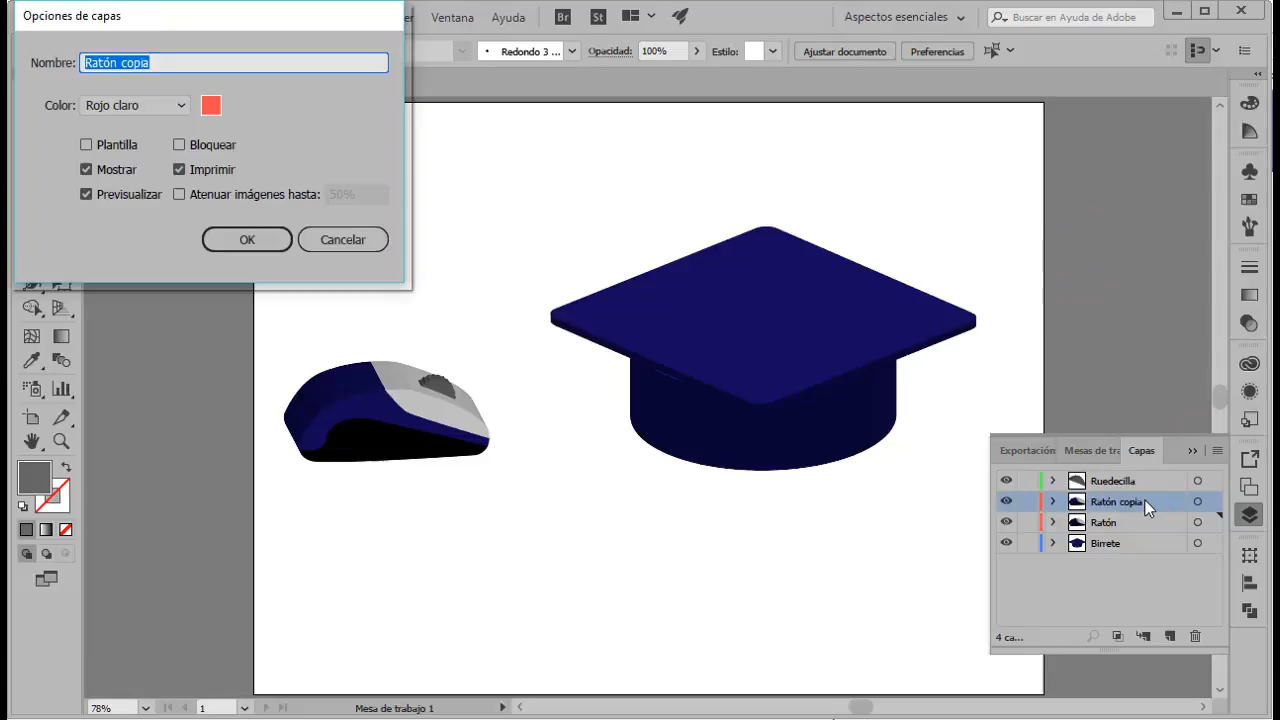 Opciones de capas
Ventana
Ayuda
Br
St
Aspectos esenciales
Buscar en Ayuda de Adobe
Nombre: Ratón copia
Redondo 3 ...
Opacidad: 100%
Estilo:
Ajustar documento
Preferencias
Color: Rojo claro
Plantilla
Bloquear
Mostrar
Imprimir
Previsualizar
Atenuar imágenes hasta: 50%
OK
Cancelar
Exportación
Mesas de tra
Capas
Ruedecilla
Ratón copia
Ratón
Birrete
4 ca...
78%
1
Mesa de trabajo 1